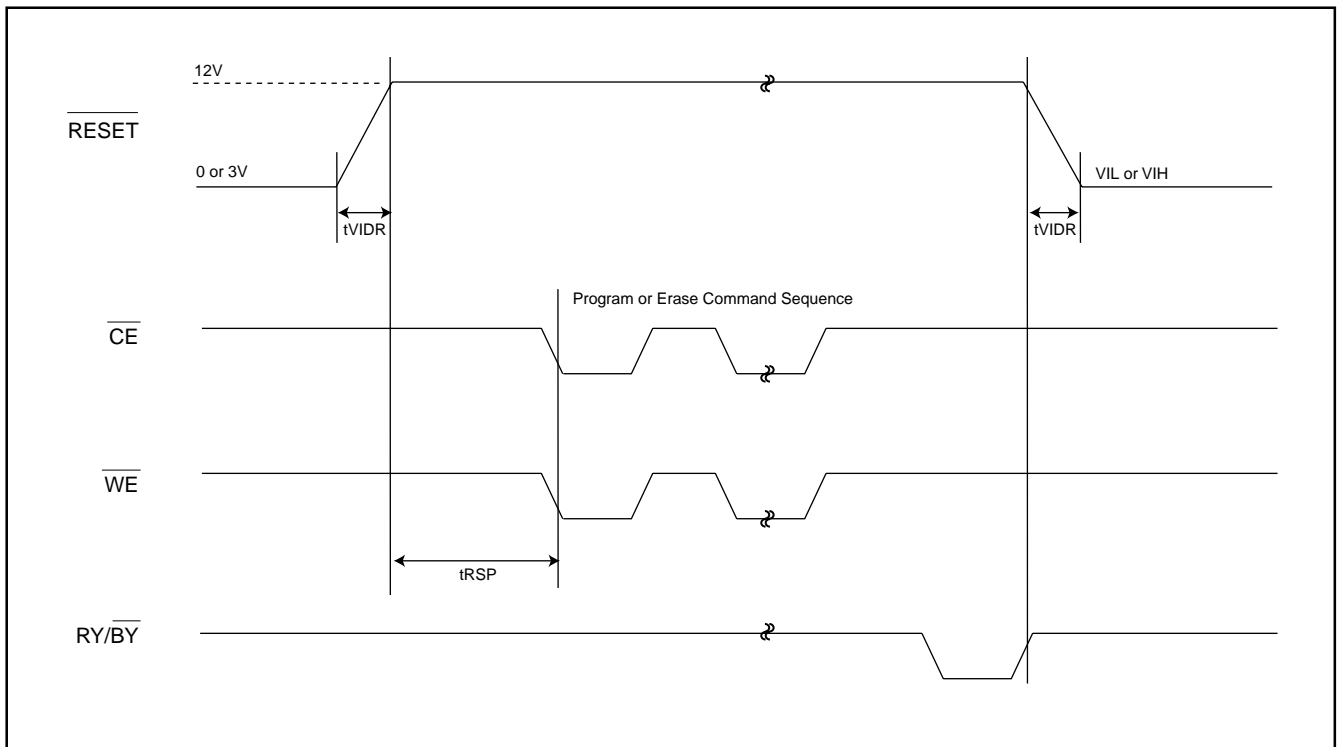 12V
RESET
0 or 3V
VIL or VIH
tVIDR
tVIDR
Program or Erase Command Sequence
CE
WE
tRSP
RY/BY